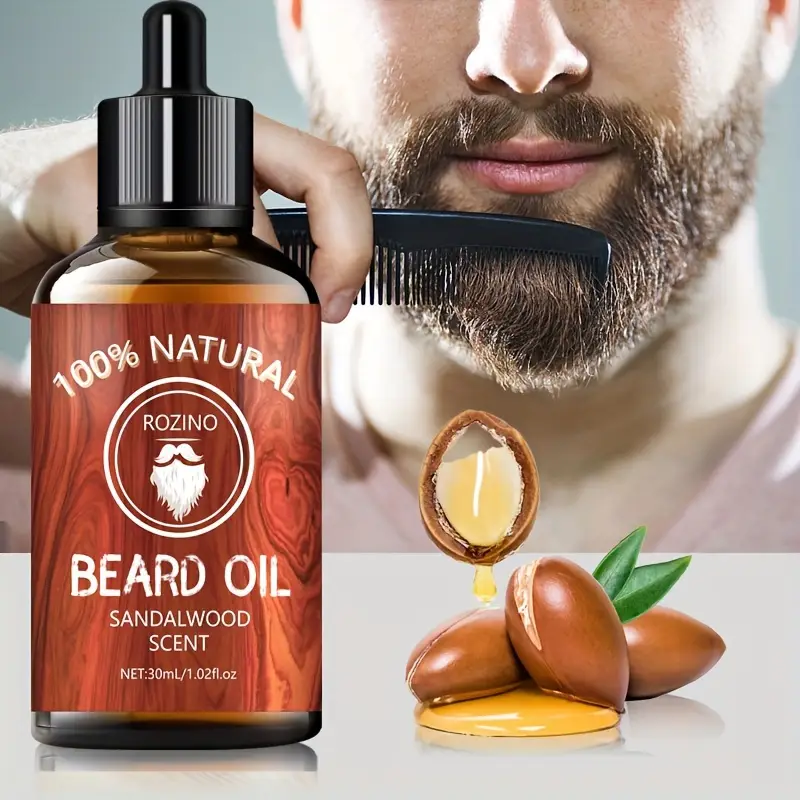 100% NATURAL
ROZINO
BEARD OIL
SANDALWOOD
SCENT
NET:30mL/1.02fl.oz